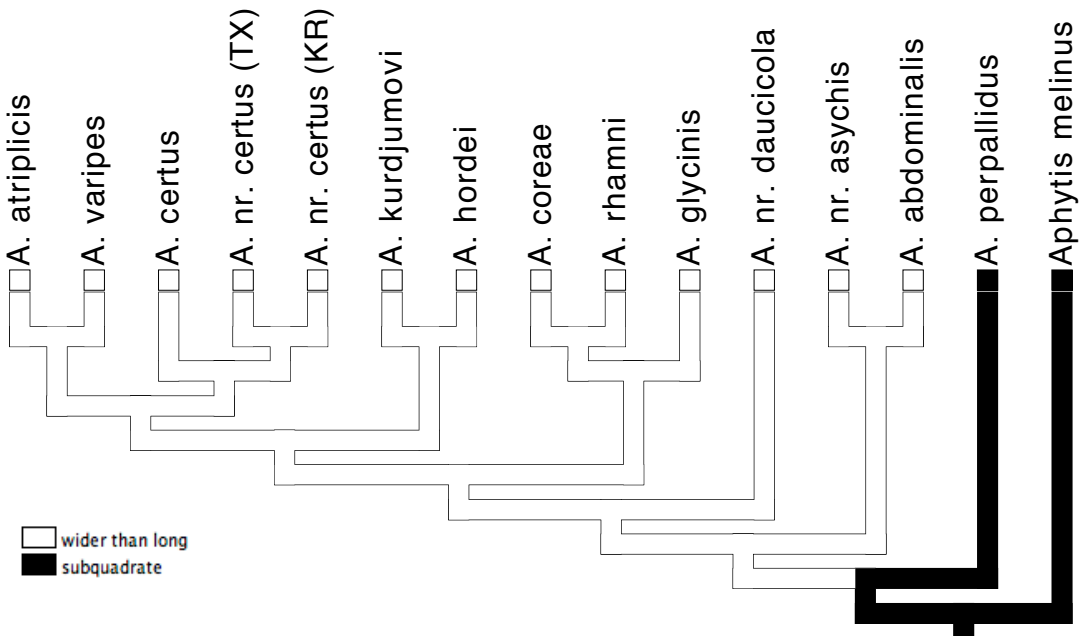 A. atriplicis
A. varipes
A. certus
A. nr. certus (TX)
A. nr. certus (KR)
A. kurdjumovi
A. hordei
A. coreae
A. rhamni
A. glycinis
A. nr. daucicola
A. nr. asychis
A. abdominalis
A. perpallidus
Aphytis melinus
wider than long
subquadrate